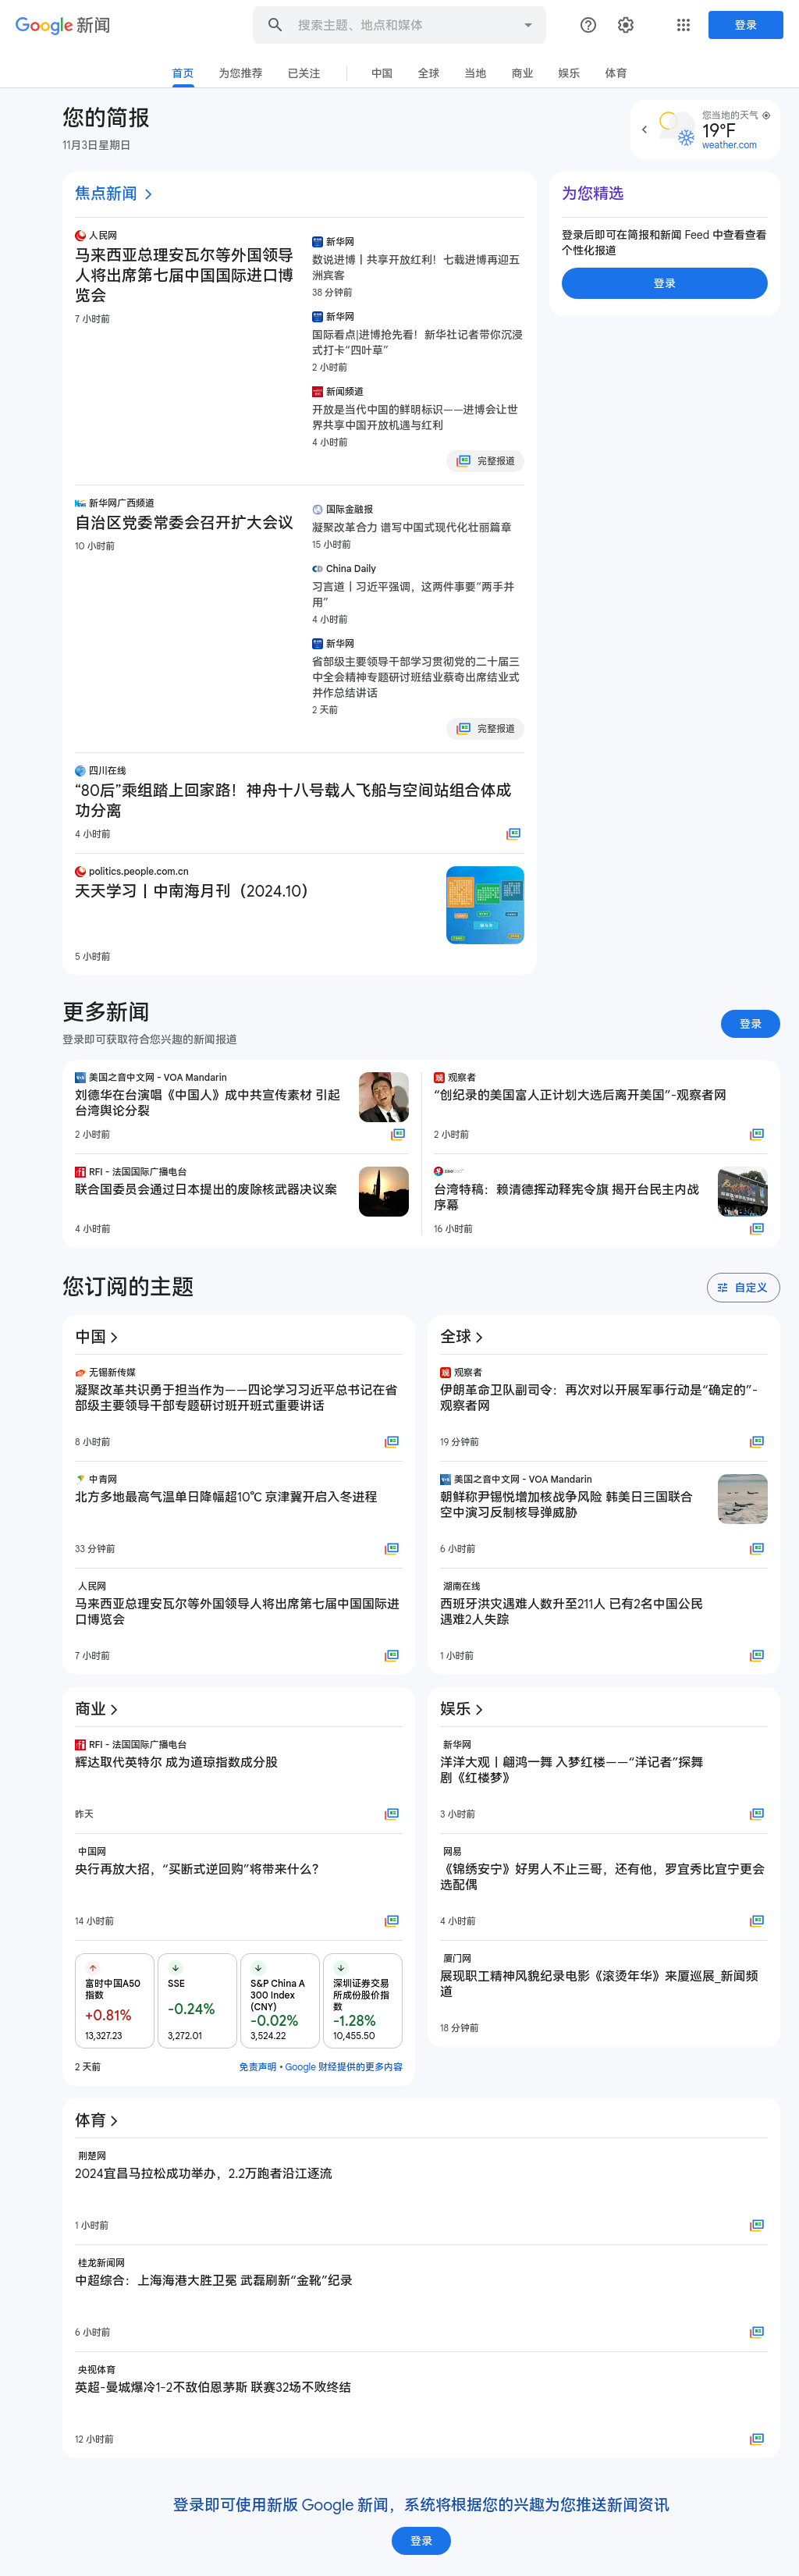 Google 新闻
搜索主题、地点和媒体
登录
首页
为您推荐
已关注
中国
全球
当地
商业
娱乐
体育
您的简报
11月3日星期日
您当地的天气
19°F
weather.com
焦点新闻
人民网
马来西亚总理安瓦尔等外国领导
人将出席第七届中国国际进口博
览会
7 小时前
新华网
数说进博丨共享开放红利！七载进博再迎五
洲宾客
38 分钟前
新华网
国际看点|进博抢先看！新华社记者带你沉浸
式打卡“四叶草”
2 小时前
新闻频道
开放是当代中国的鲜明标识——进博会让世
界共享中国开放机遇与红利
4 小时前
完整报道
为您精选
登录后即可在简报和新闻 Feed 中查看查看
个性化报道
登录
新华网广西频道
自治区党委常委会召开扩大会议
10 小时前
国际金融报
凝聚改革合力 谱写中国式现代化壮丽篇章
15 小时前
China Daily
习言道丨习近平强调，这两件事要“两手并
用”
4 小时前
新华网
省部级主要领导干部学习贯彻党的二十届三
中全会精神专题研讨班结业蔡奇出席结业式
并作总结讲话
2 天前
完整报道
四川在线
“80后”乘组踏上回家路！神舟十八号载人飞船与空间站组合体成
功分离
4 小时前
politics.people.com.cn
天天学习丨中南海月刊（2024.10）
5 小时前
更多新闻
登录即可获取符合您兴趣的新闻报道
登录
美国之音中文网 - VOA Mandarin
刘德华在台演唱《中国人》成中共宣传素材 引起
台湾舆论分裂
2 小时前
观察者
“创纪录的美国富人正计划大选后离开美国”-观察者网
2 小时前
RFI - 法国国际广播电台
联合国委员会通过日本提出的废除核武器决议案
4 小时前
台湾特稿：赖清德挥动释宪令旗 揭开台民主内战
序幕
16 小时前
您订阅的主题
自定义
中国
无锡新传媒
凝聚改革共识勇于担当作为——四论学习习近平总书记在省
部级主要领导干部专题研讨班开班式重要讲话
8 小时前
中青网
北方多地最高气温单日降幅超10℃ 京津冀开启入冬进程
33 分钟前
人民网
马来西亚总理安瓦尔等外国领导人将出席第七届中国国际进
口博览会
7 小时前
全球
观察者
伊朗革命卫队副司令：再次对以开展军事行动是“确定的”-
观察者网
19 分钟前
美国之音中文网 - VOA Mandarin
朝鲜称尹锡悦增加核战争风险 韩美日三国联合
空中演习反制核导弹威胁
6 小时前
湖南在线
西班牙洪灾遇难人数升至211人 已有2名中国公民
遇难2人失踪
1 小时前
商业
RFI - 法国国际广播电台
辉达取代英特尔 成为道琼指数成分股
昨天
中国网
央行再放大招，“买断式逆回购”将带来什么？
14 小时前
富时中国A50
指数
+0.81%
13,327.23
SSE
-0.24%
3,272.01
S&P China A
300 Index
(CNY)
-0.02%
3,524.22
深圳证券交易
所成份股价指
数
-1.28%
10,455.50
2 天前
免责声明 • Google 财经提供的更多内容
娱乐
新华网
洋洋大观丨翩鸿一舞 入梦红楼——“洋记者”探舞
剧《红楼梦》
3 小时前
网易
《锦绣安宁》好男人不止三哥，还有他，罗宜秀比宜宁更会
选配偶
4 小时前
厦门网
展现职工精神风貌纪录电影《滚烫年华》来厦巡展_新闻频
道
18 分钟前
体育
荆楚网
2024宜昌马拉松成功举办，2.2万跑者沿江逐流
1 小时前
桂龙新闻网
中超综合：上海海港大胜卫冕 武磊刷新“金靴”纪录
6 小时前
央视体育
英超-曼城爆冷1-2不敌伯恩茅斯 联赛32场不败终结
12 小时前
登录即可使用新版 Google 新闻，系统将根据您的兴趣为您推送新闻资讯
登录